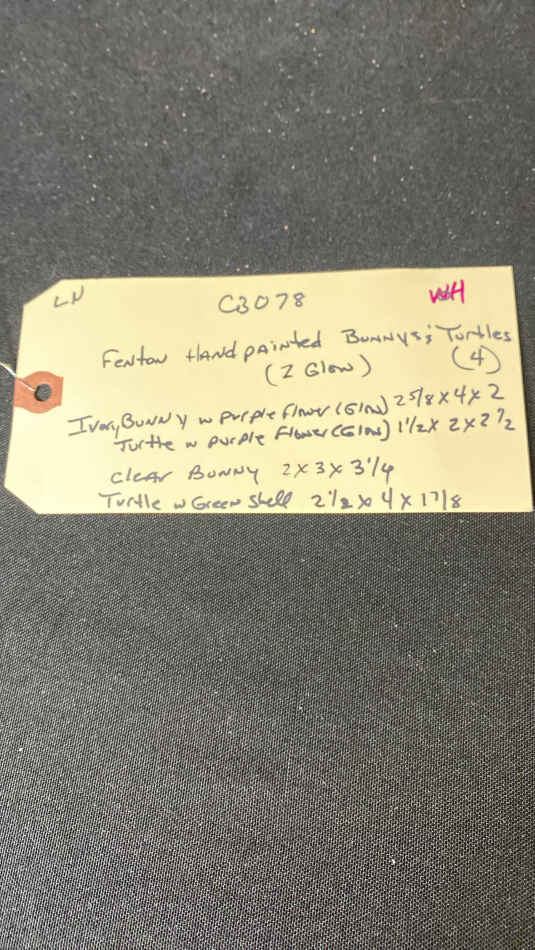 LN
C3078
WH
Fenton Hand painted Bunnys; Turtles
(2 Glow) (4)
Ivory Bunny w purple flower (Glow) 2 5/8 x 4 x 2
Turtle w purple Flower (Glow) 1 1/2 x 2 x 2 1/2
Clear Bunny 2 x 3 x 3 1/4
Turtle w Green Shell 2 1/2 x 4 x 1 7/8